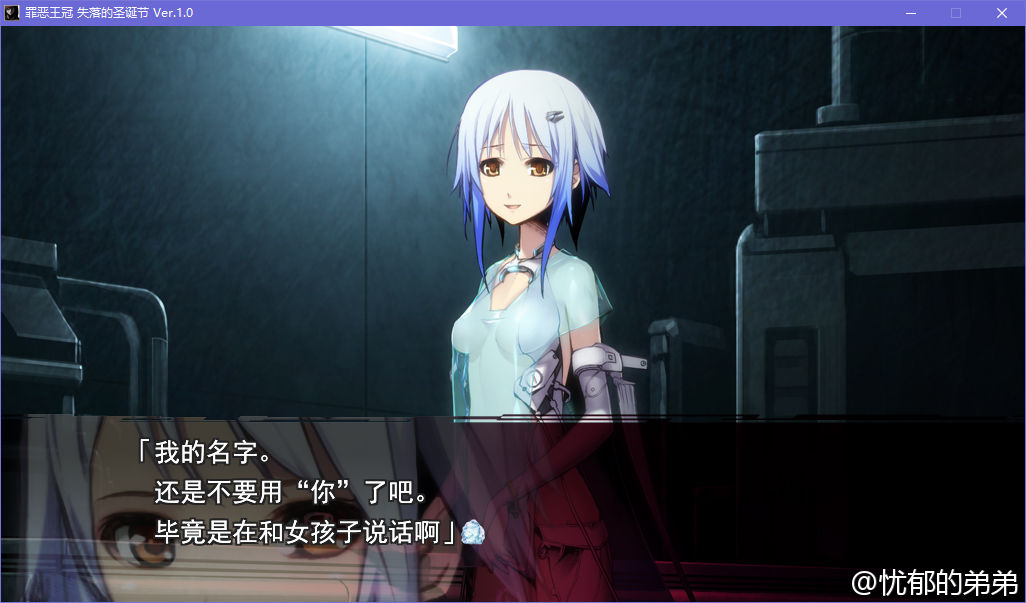 罪恶王冠 失落的圣诞节 Ver.1.0
「我的名字。
还是不要用“你”了吧。
毕竟是在和女孩子说话啊」
@忧郁的弟弟